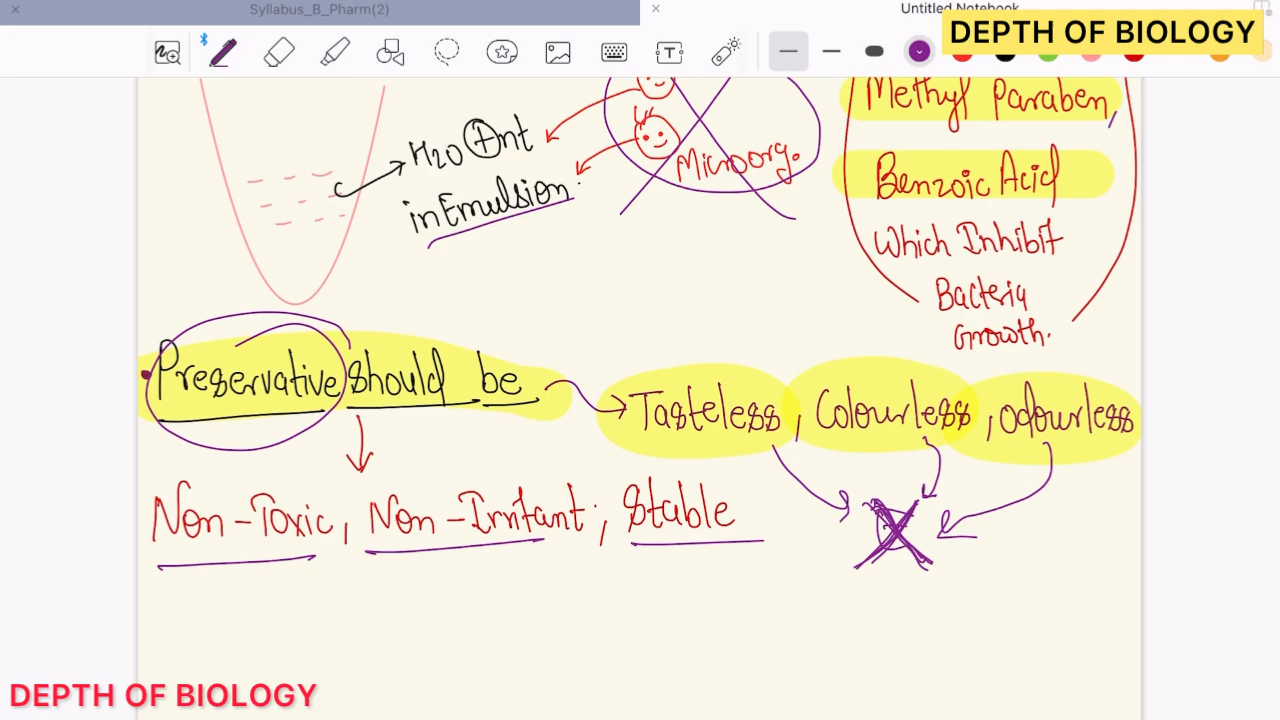 Syllabus_B_Pharm(2)
Untitled Notebook
DEPTH OF BIOLOGY
Methyl Paraben,
H2O Int
in Emulsion.
Microorg.
Benzoic Acid
Which Inhibit
Bacteria
Growth.
• Preservative should be
Tasteless, Colourless, odourless
Non-Toxic, Non-Irritant, Stable
DEPTH OF BIOLOGY